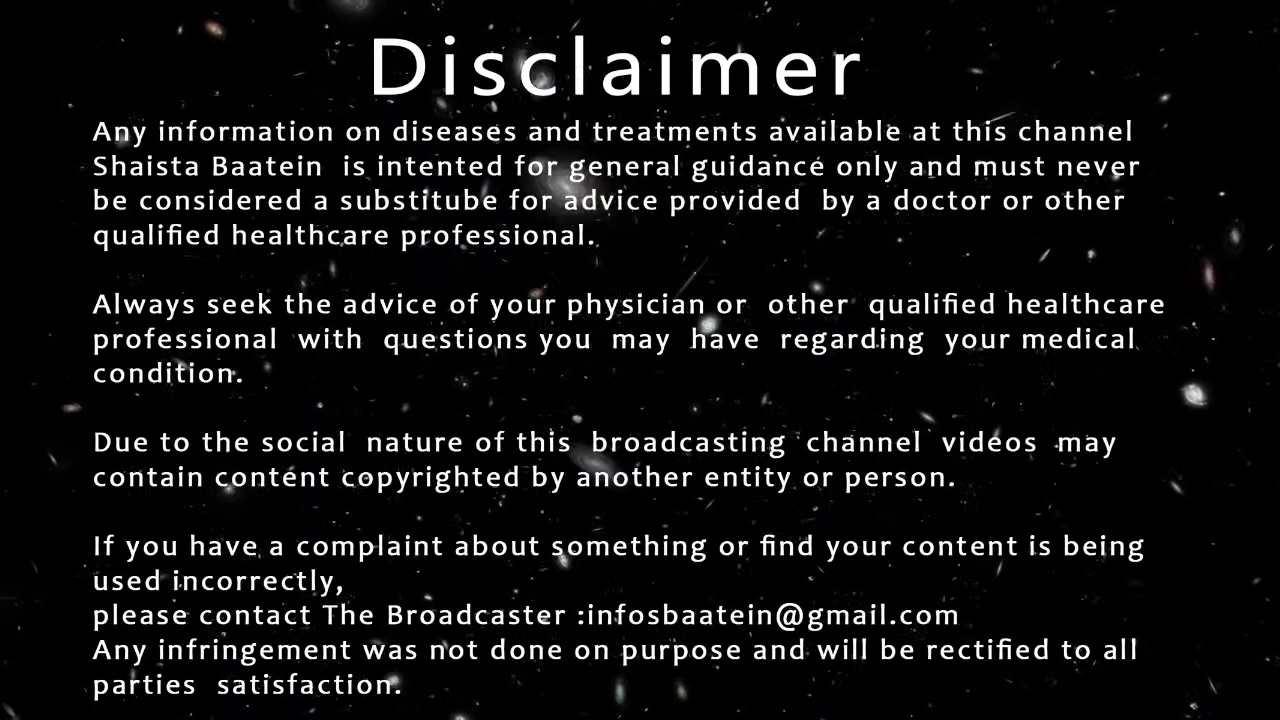 Disclaimer
Any information on diseases and treatments available at this channel
Shaista Baatein is intented for general guidance only and must never
be considered a substitube for advice provided by a doctor or other
qualified healthcare professional.
Always seek the advice of your physician or other qualified healthcare
professional with questions you may have regarding your medical
condition.
Due to the social nature of this broadcasting channel videos may
contain content copyrighted by another entity or person.
If you have a complaint about something or find your content is being
used incorrectly,
please contact The Broadcaster :infosbaatein@gmail.com
Any infringement was not done on purpose and will be rectified to all
parties satisfaction.